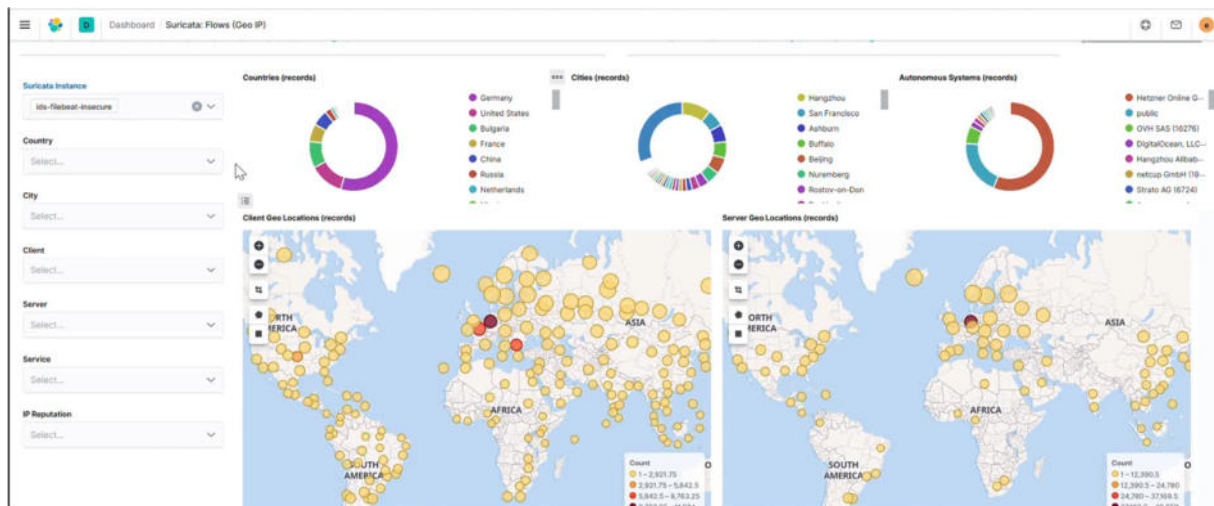 D Dashboard Suricata: Flows (Geo IP) e
Suricata Instance
ids-filebeat-insecure
Country
Select...
City
Select...
Client
Select...
Server
Select...
Service
Select...
IP Reputation
Select...
Countries (records)
Germany
United States
Bulgaria
France
China
Russia
Netherlands
Cities (records)
Hangzhou
San Francisco
Ashburn
Buffalo
Beijing
Nuremberg
Rostov-on-Don
Autonomous Systems (records)
Hetzner Online G...
public
OVH SAS (16276)
DigitalOcean, LLC...
Hangzhou Alibab...
netcup GmbH (19...
Strato AG (6724)
Client Geo Locations (records)
ORTH
MERICA
ASIA
AFRICA
SOUTH
AMERICA
Count
1 – 2,921.75
2,921.75 – 5,842.5
5,842.5 – 8,763.25
Server Geo Locations (records)
ORTH
MERICA
ASIA
AFRICA
SOUTH
AMERICA
Count
1 – 12,390.5
12,390.5 – 24,780
24,780 – 37,169.5